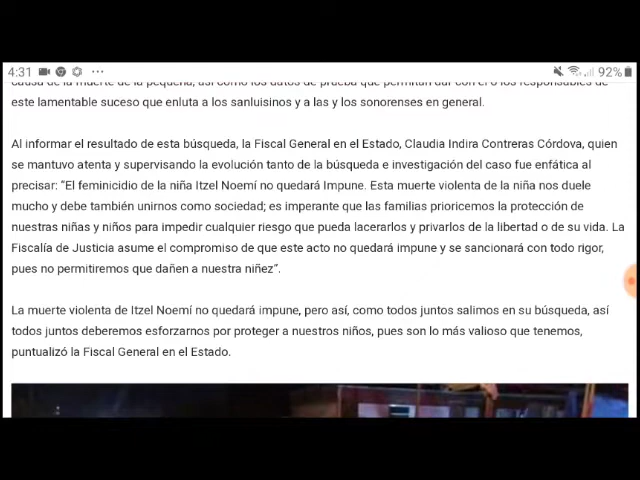 4:31 ... 92%
causa de la muerte de la pequeña, así como los datos de prueba que permitan dar con el o los responsables de
este lamentable suceso que enluta a los sanluisinos y a las y los sonorenses en general.
Al informar el resultado de esta búsqueda, la Fiscal General en el Estado, Claudia Indira Contreras Córdova, quien
se mantuvo atenta y supervisando la evolución tanto de la búsqueda e investigación del caso fue enfática al
precisar: “El feminicidio de la niña Itzel Noemí no quedará Impune. Esta muerte violenta de la niña nos duele
mucho y debe también unirnos como sociedad; es imperante que las familias prioricemos la protección de
nuestras niñas y niños para impedir cualquier riesgo que pueda lacerarlos y privarlos de la libertad o de su vida. La
Fiscalía de Justicia asume el compromiso de que este acto no quedará impune y se sancionará con todo rigor,
pues no permitiremos que dañen a nuestra niñez”.
La muerte violenta de Itzel Noemí no quedará impune, pero así, como todos juntos salimos en su búsqueda, así
todos juntos deberemos esforzarnos por proteger a nuestros niños, pues son lo más valioso que tenemos,
puntualizó la Fiscal General en el Estado.